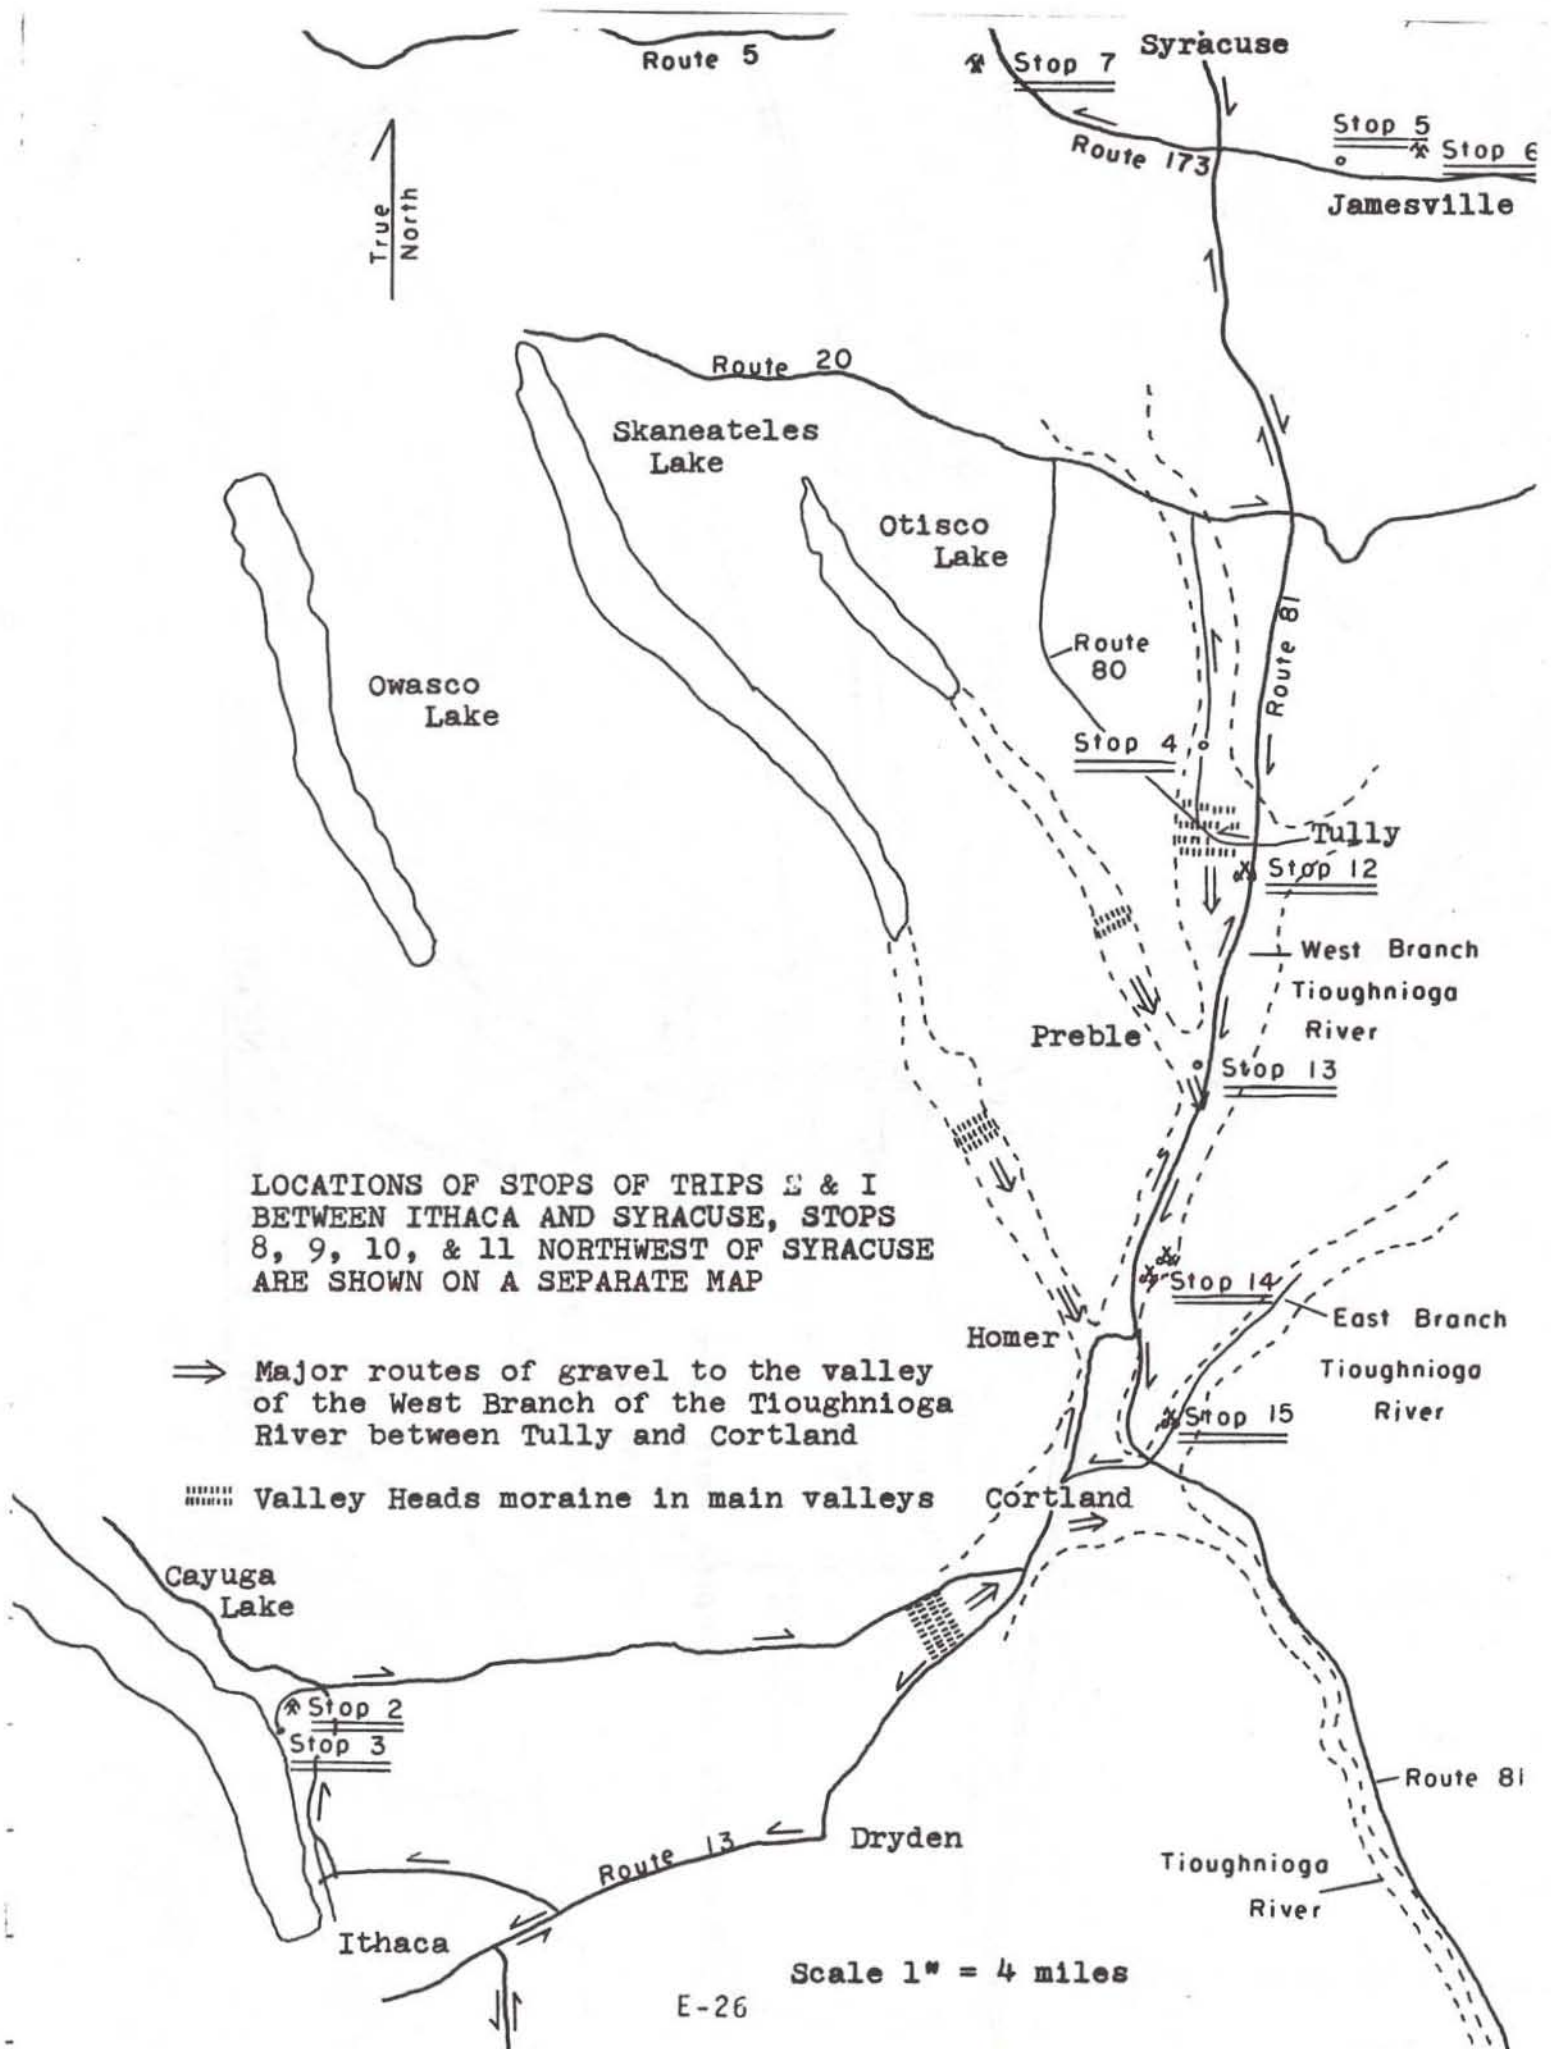 Route 5
Syracuse
Stop 7
Stop 5
Stop 6
Route 173
Jamesville
True
North
Route 20
Skaneateles
Lake
Otisco
Lake
Route
80
Route 81
Owasco
Lake
Stop 4
Tully
Stop 12
West Branch
Tioughnioga
River
Preble
Stop 13
LOCATIONS OF STOPS OF TRIPS E & I
BETWEEN ITHACA AND SYRACUSE, STOPS
8, 9, 10, & 11 NORTHWEST OF SYRACUSE
ARE SHOWN ON A SEPARATE MAP
Stop 14
Homer
East Branch
Tioughnioga
River
Major routes of gravel to the valley
of the West Branch of the Tioughnioga
River between Tully and Cortland
Stop 15
Valley Heads moraine in main valleys
Cortland
Cayuga
Lake
Stop 2
Stop 3
Route 81
Dryden
Route 13
Tioughnioga
River
Ithaca
Scale 1" = 4 miles
E-26